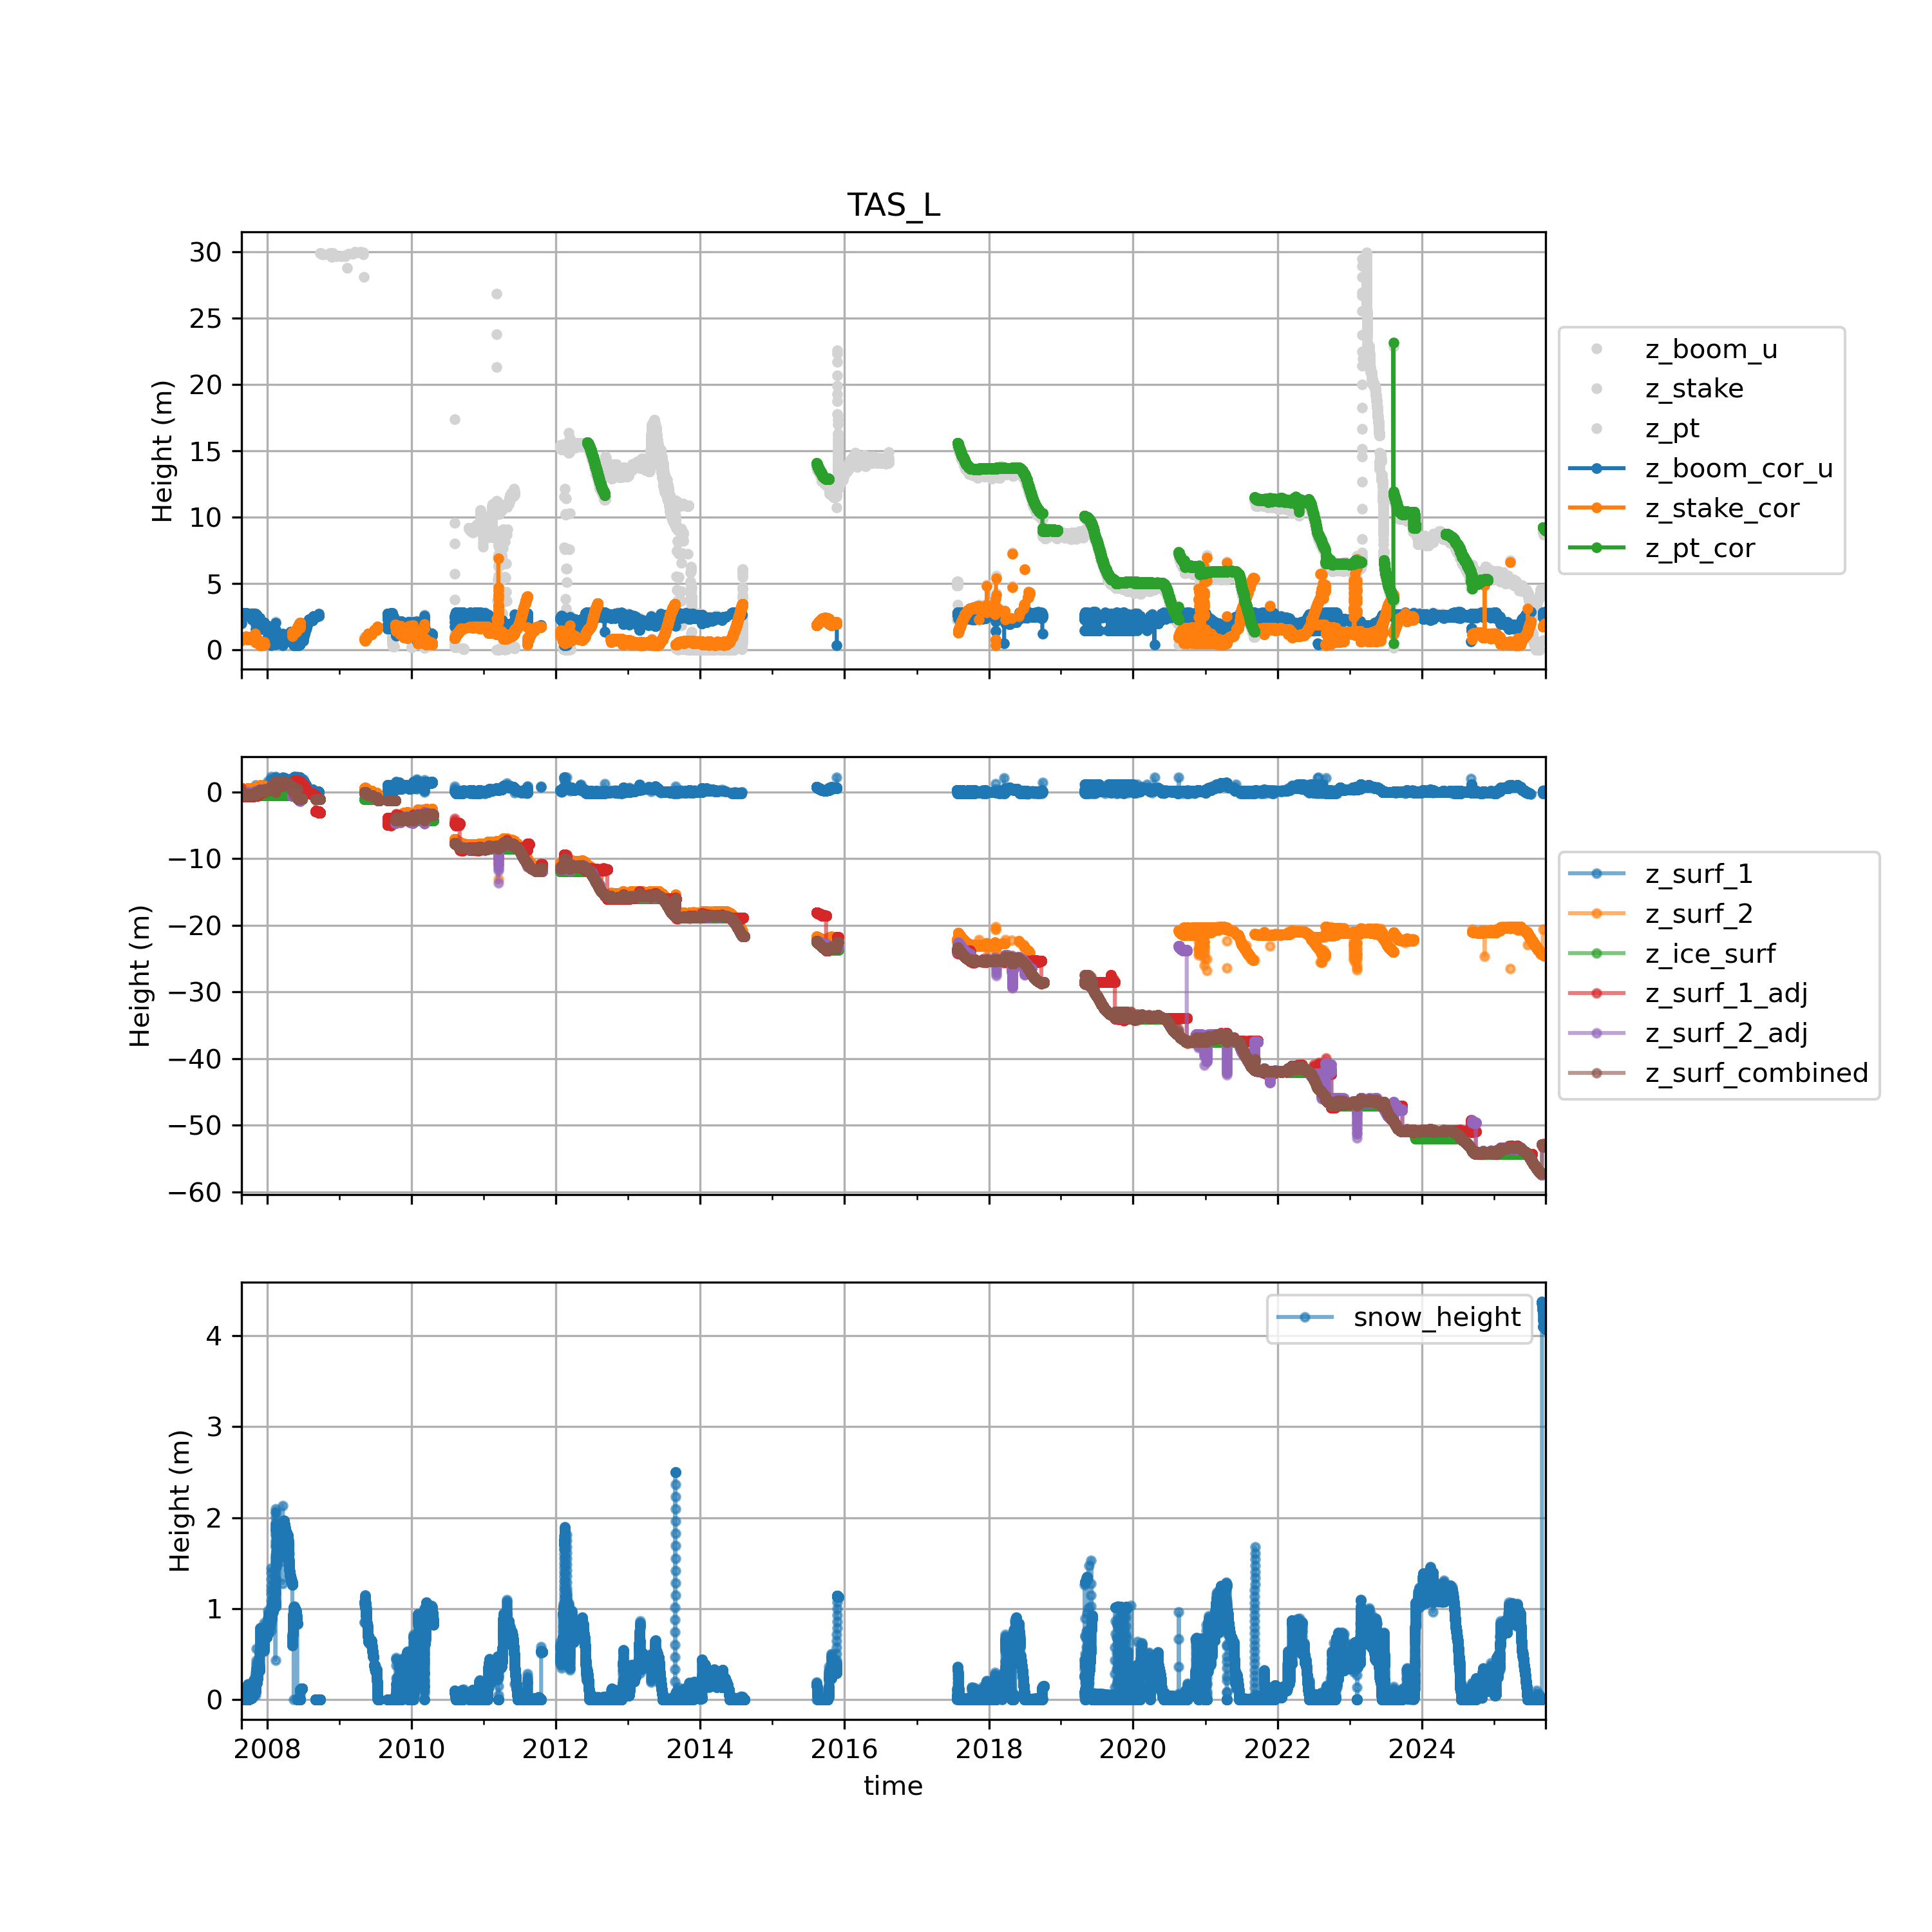 TAS_L
30
25
20
15
10
5
0
Height (m)
z_boom_u
z_stake
z_pt
z_boom_cor_u
z_stake_cor
z_pt_cor
0
−10
−20
−30
−40
−50
−60
Height (m)
z_surf_1
z_surf_2
z_ice_surf
z_surf_1_adj
z_surf_2_adj
z_surf_combined
4
3
2
1
0
Height (m)
snow_height
2008 2010 2012 2014 2016 2018 2020 2022 2024
time